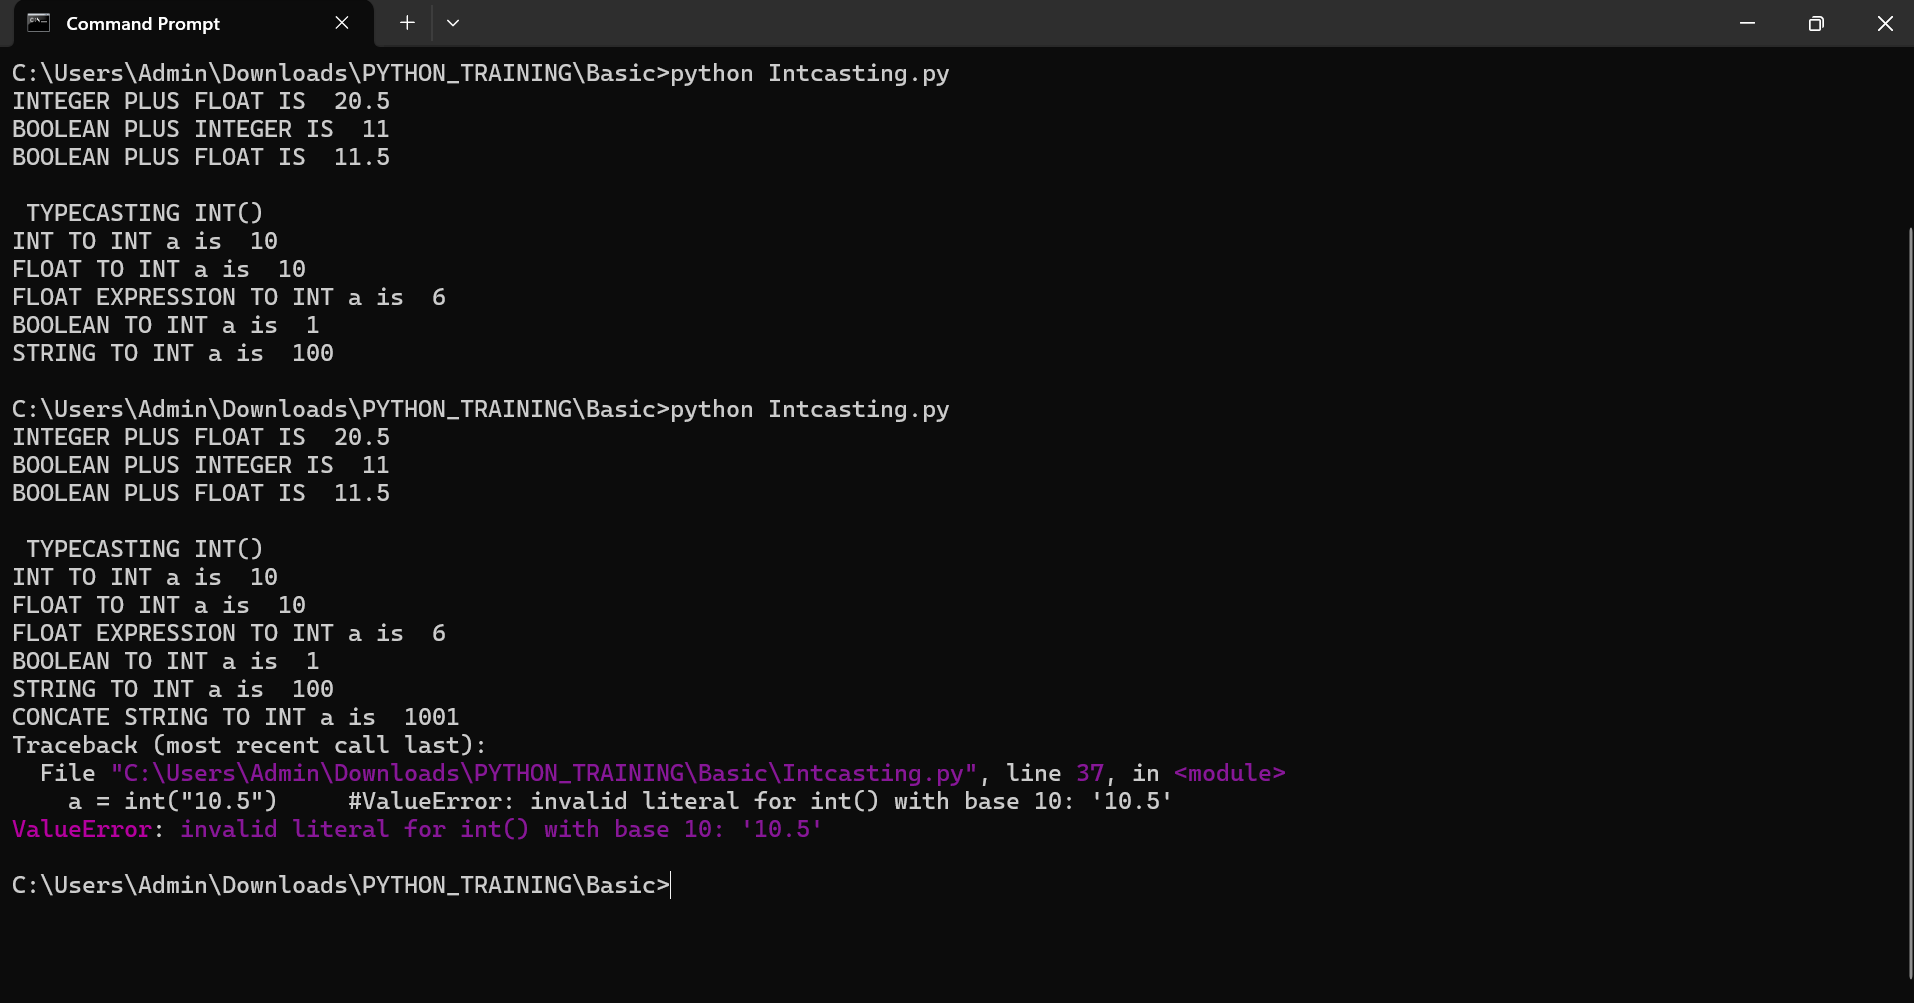 Command Prompt
C:\Users\Admin\Downloads\PYTHON_TRAINING\Basic>python Intcasting.py
INTEGER PLUS FLOAT IS  20.5
BOOLEAN PLUS INTEGER IS  11
BOOLEAN PLUS FLOAT IS  11.5
 TYPECASTING INT()
INT TO INT a is  10
FLOAT TO INT a is  10
FLOAT EXPRESSION TO INT a is  6
BOOLEAN TO INT a is  1
STRING TO INT a is  100
C:\Users\Admin\Downloads\PYTHON_TRAINING\Basic>python Intcasting.py
INTEGER PLUS FLOAT IS  20.5
BOOLEAN PLUS INTEGER IS  11
BOOLEAN PLUS FLOAT IS  11.5
 TYPECASTING INT()
INT TO INT a is  10
FLOAT TO INT a is  10
FLOAT EXPRESSION TO INT a is  6
BOOLEAN TO INT a is  1
STRING TO INT a is  100
CONCATE STRING TO INT a is  1001
Traceback (most recent call last):
  File "C:\Users\Admin\Downloads\PYTHON_TRAINING\Basic\Intcasting.py", line 37, in <module>
    a = int("10.5")     #ValueError: invalid literal for int() with base 10: '10.5'
ValueError: invalid literal for int() with base 10: '10.5'
C:\Users\Admin\Downloads\PYTHON_TRAINING\Basic>